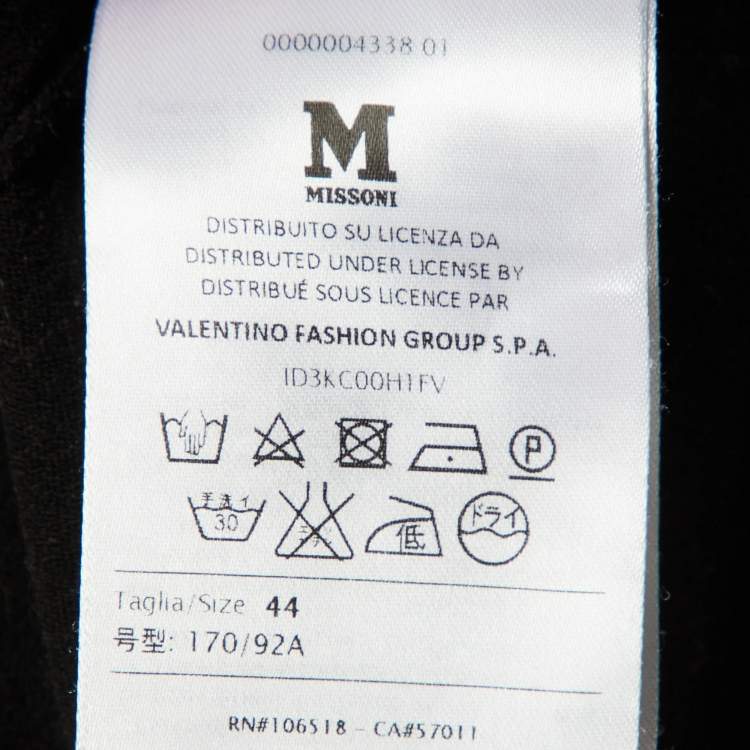 0000004338 01
M
MISSONI
DISTRIBUITO SU LICENZA DA
DISTRIBUTED UNDER LICENSE BY
DISTRIBUÉ SOUS LICENCE PAR
VALENTINO FASHION GROUP S.P.A.
ID3KC00H1FV
P
手洗イ 30 低 ドライ
Taglia/Size 44
号型: 170/92A
RN#106518 - CA#57011